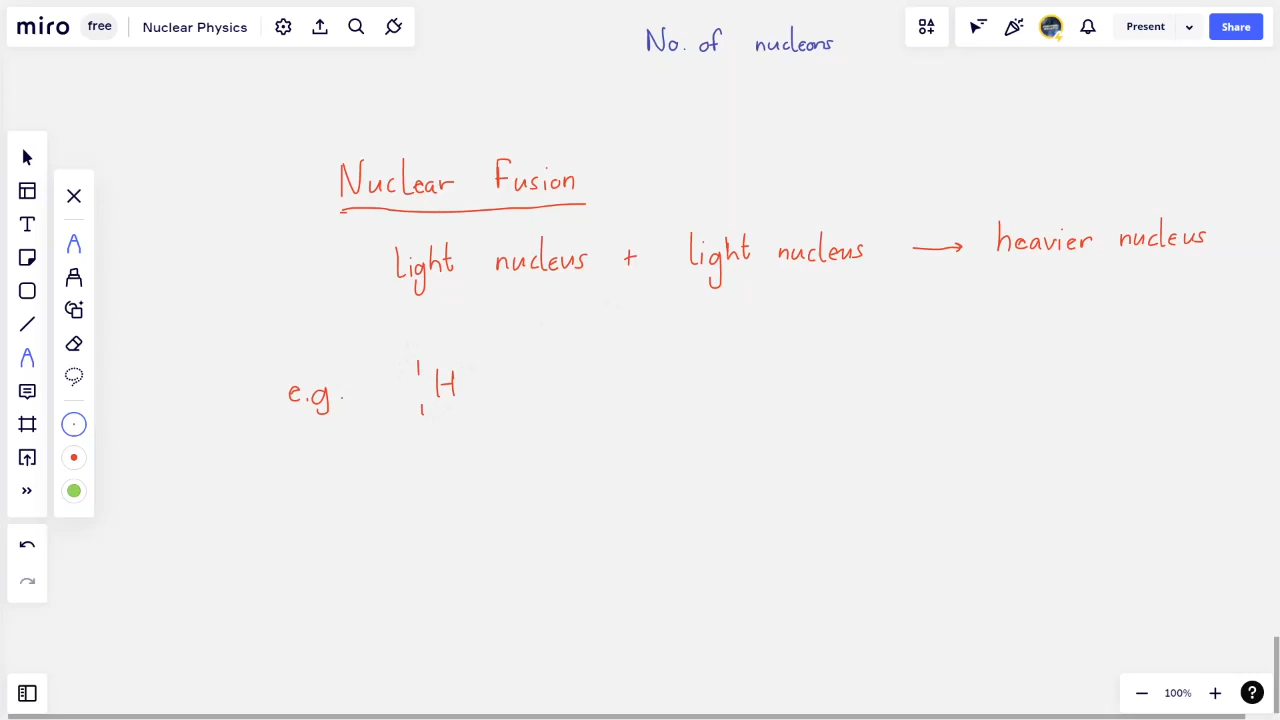 miro free Nuclear Physics
Present
Share
No. of nucleons
Nuclear Fusion
light nucleus + light nucleus → heavier nucleus
e.g. ¹₁H
100%